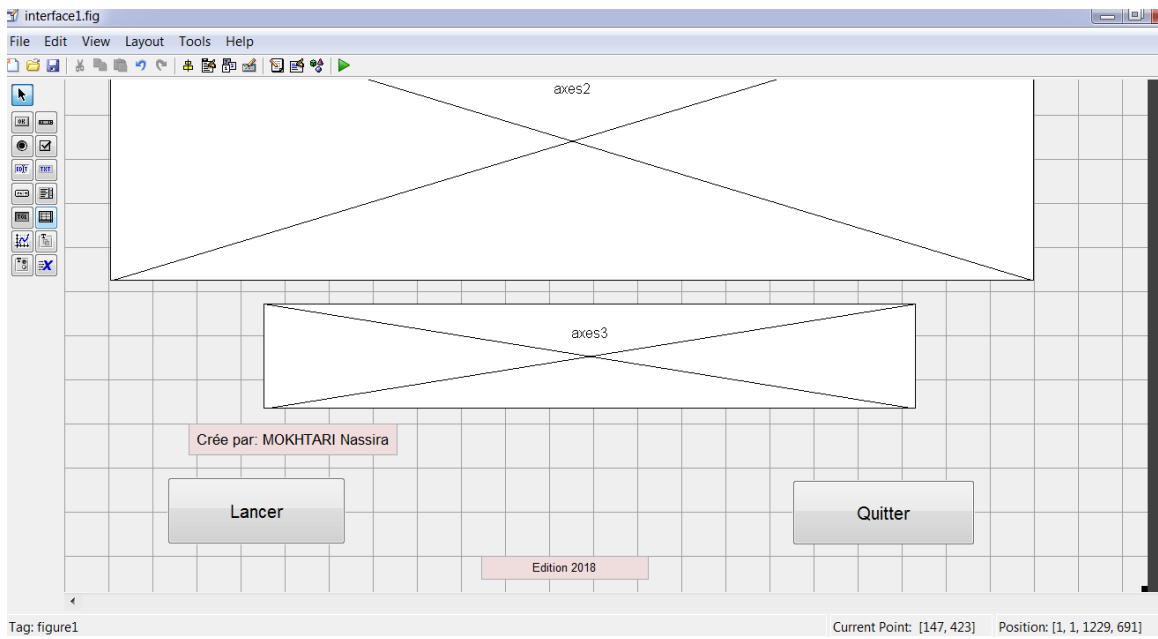 interface1.fig
File Edit View Layout Tools Help
axes2
axes3
Crée par: MOKHTARI Nassira
Lancer
Quitter
Edition 2018
Tag: figure1
Current Point: [147, 423] Position: [1, 1, 1229, 691]